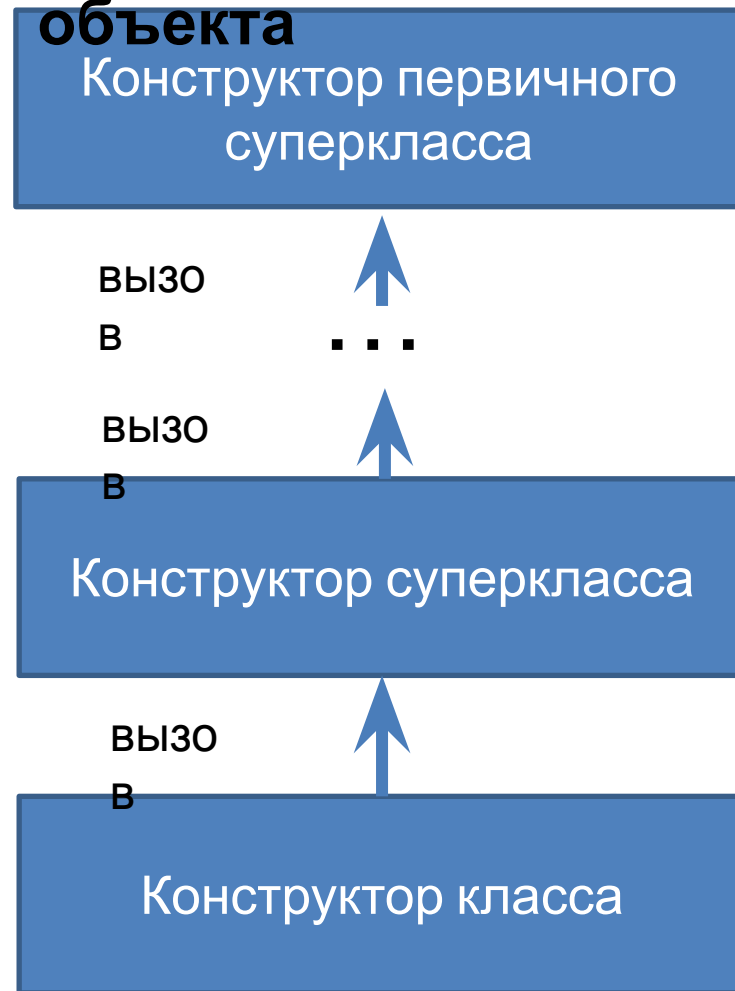 объекта
Конструктор первичного
суперкласса
вызо
в
...
вызо
в
Конструктор суперкласса
вызо
в
Конструктор класса